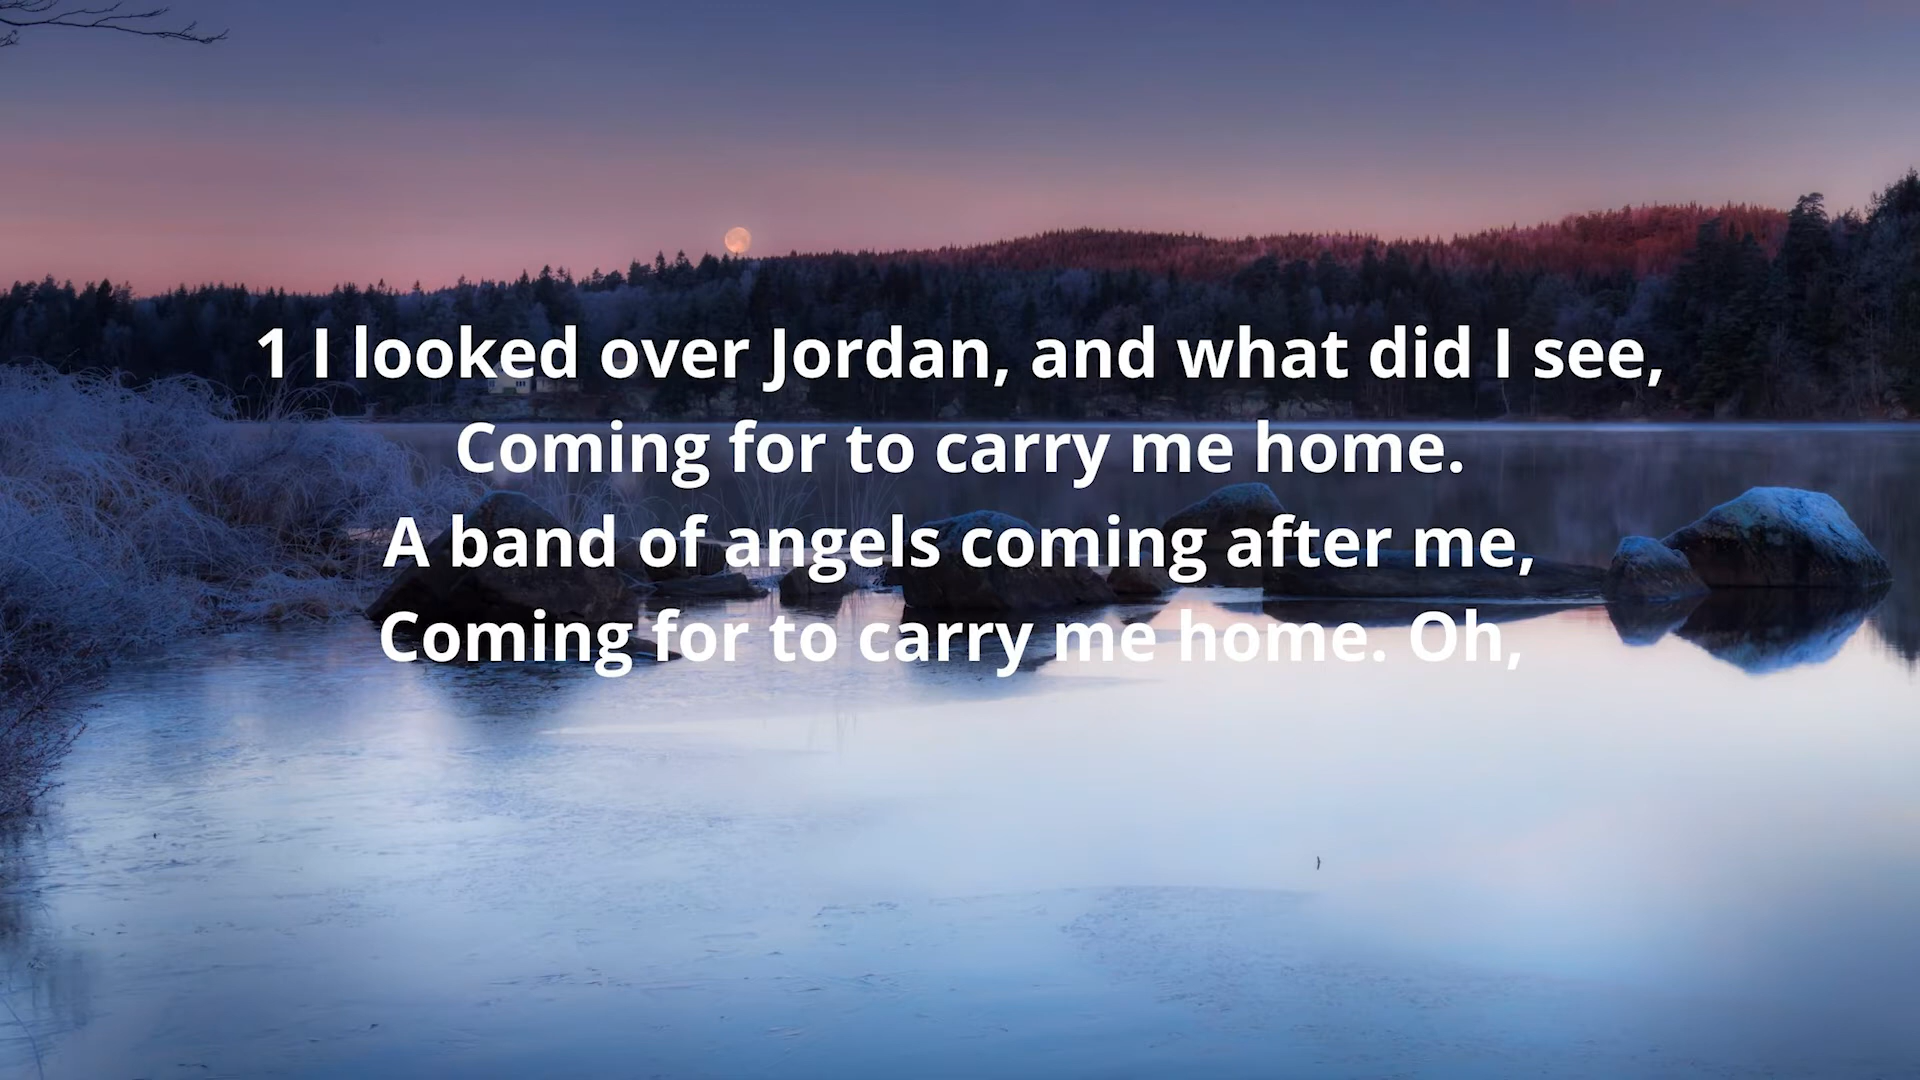 1 I looked over Jordan, and what did I see,
Coming for to carry me home.
A band of angels coming after me,
Coming for to carry me home. Oh,